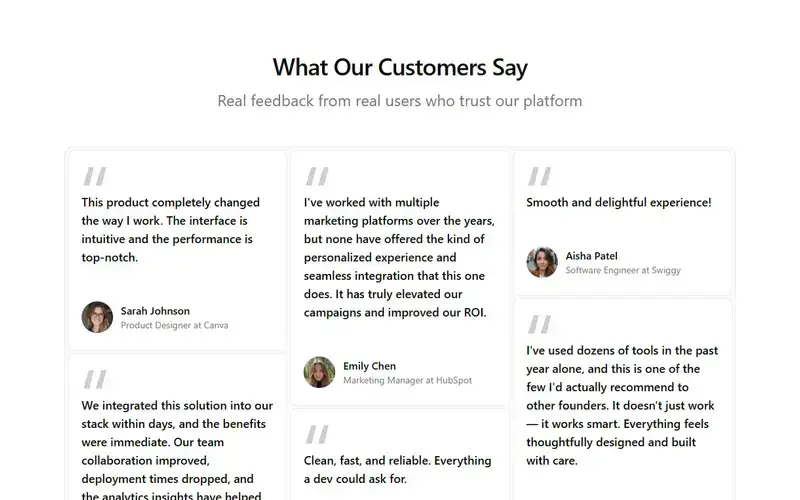 What Our Customers Say
Real feedback from real users who trust our platform
This product completely changed
the way I work. The interface is
intuitive and the performance is
top-notch.
Sarah Johnson
Product Designer at Canva
We integrated this solution into our
stack within days, and the benefits
were immediate. Our team
collaboration improved,
deployment times dropped, and
the analytics insights have helped
I've worked with multiple
marketing platforms over the years,
but none have offered the kind of
personalized experience and
seamless integration that this one
does. It has truly elevated our
campaigns and improved our ROI.
Emily Chen
Marketing Manager at HubSpot
Clean, fast, and reliable. Everything
a dev could ask for.
Smooth and delightful experience!
Aisha Patel
Software Engineer at Swiggy
I've used dozens of tools in the past
year alone, and this is one of the
few I'd actually recommend to
other founders. It doesn't just work
— it works smart. Everything feels
thoughtfully designed and built
with care.